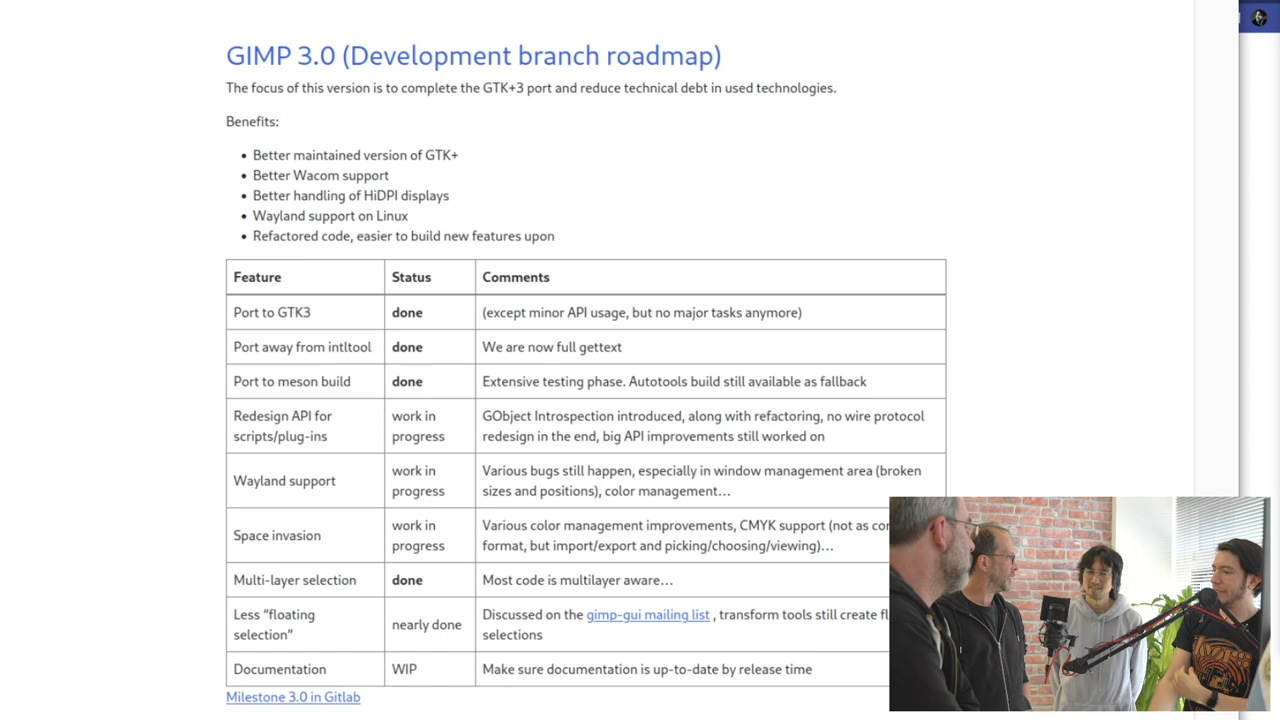 GIMP 3.0 (Development branch roadmap)
The focus of this version is to complete the GTK+3 port and reduce technical debt in used technologies.
Benefits:
• Better maintained version of GTK+
• Better Wacom support
• Better handling of HiDPI displays
• Wayland support on Linux
• Refactored code, easier to build new features upon
Feature Status Comments
Port to GTK3 done (except minor API usage, but no major tasks anymore)
Port away from intltool done We are now full gettext
Port to meson build done Extensive testing phase. Autotools build still available as fallback
Redesign API for work in GObject Introspection introduced, along with refactoring, no wire protocol
scripts/plug-ins progress redesign in the end, big API improvements still worked on
Wayland support work in Various bugs still happen, especially in window management area (broken
progress sizes and positions), color management…
Space invasion work in Various color management improvements, CMYK support (not as
progress format, but import/export and picking/choosing/viewing)…
Multi-layer selection done Most code is multilayer aware…
Less “floating nearly done Discussed on the gimp-gui mailing list , transform tools still create
selection” selections
Documentation WIP Make sure documentation is up-to-date by release time
Milestone 3.0 in Gitlab